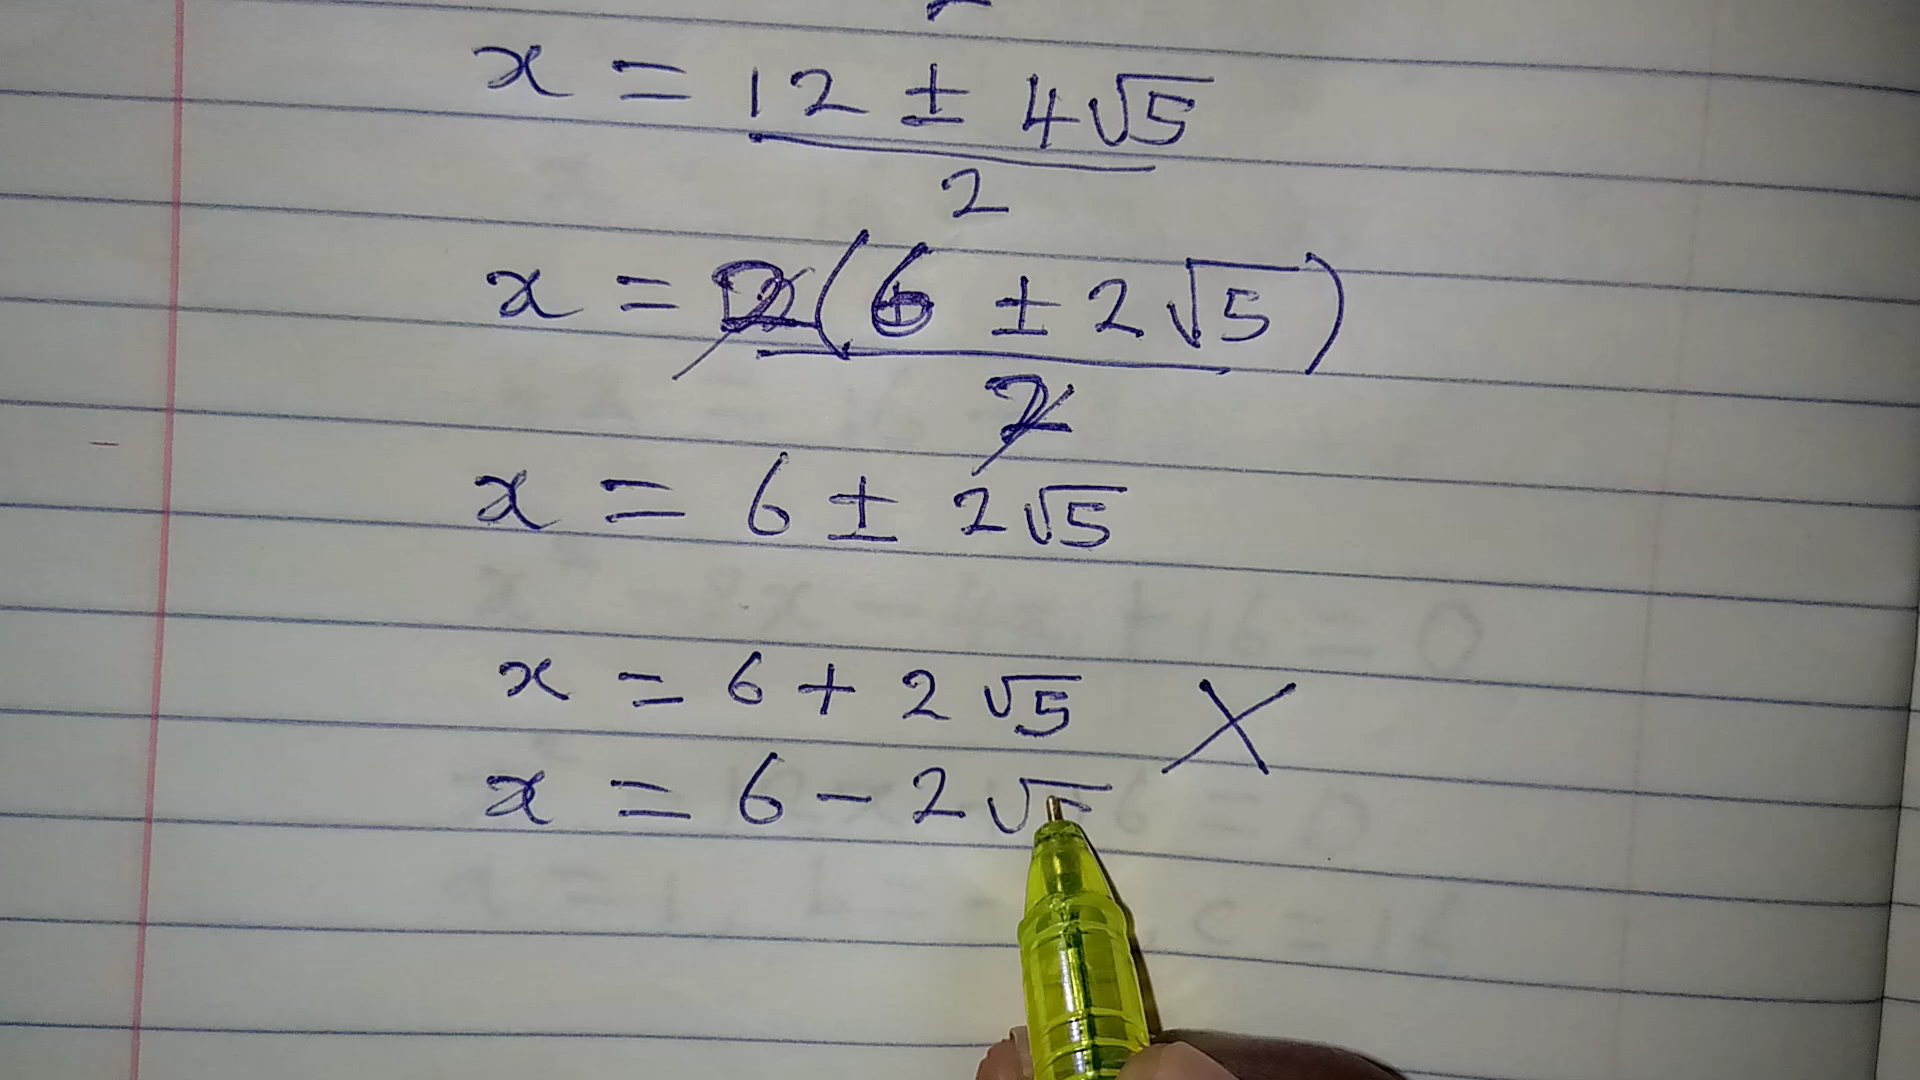 x = 12 ± 4√5
2
x = 2(6 ± 2√5)
2
x = 6 ± 2√5
x = 6 + 2√5 X
x = 6 - 2√5